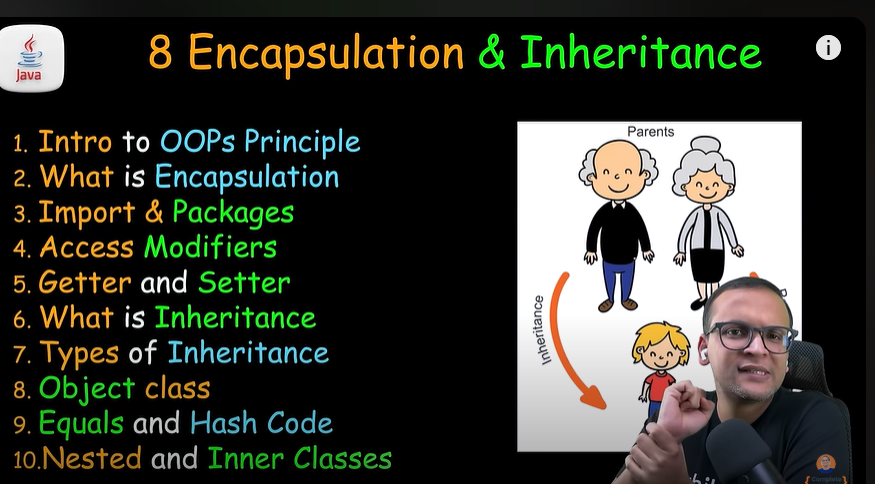 8 Encapsulation & Inheritance
Java
1. Intro to OOPs Principle
2. What is Encapsulation
3. Import & Packages
4. Access Modifiers
5. Getter and Setter
6. What is Inheritance
7. Types of Inheritance
8. Object class
9. Equals and Hash Code
10.Nested and Inner Classes
Parents
Inheritance